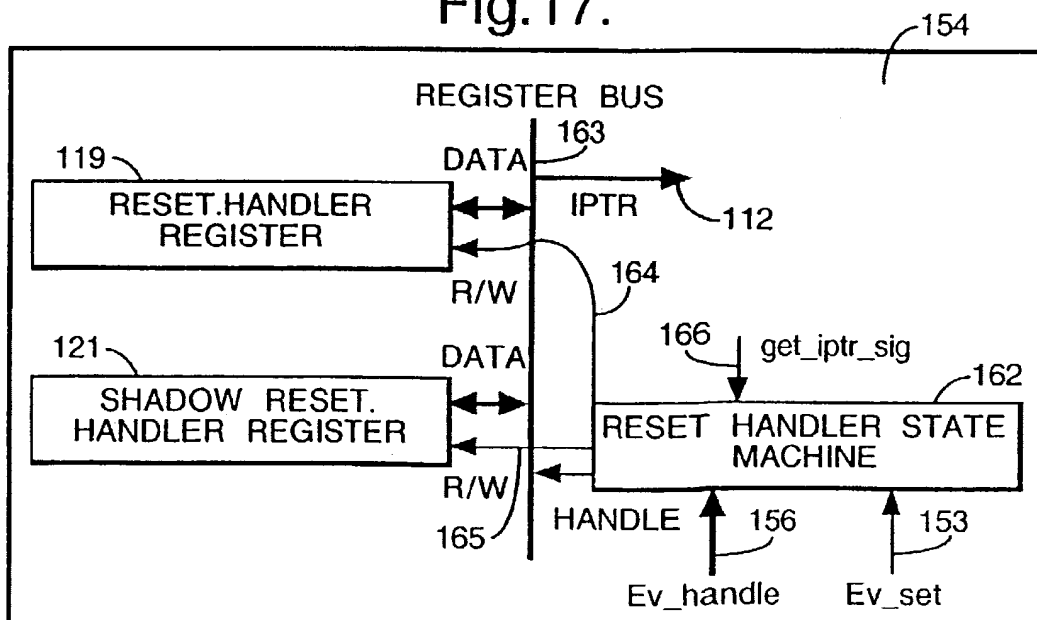 Fig.17.
154
REGISTER BUS
163
119
DATA
RESET.HANDLER
REGISTER
IPTR
112
R/W
164
121
DATA
166
get_iptr_sig
162
SHADOW RESET.
HANDLER REGISTER
RESET HANDLER STATE
MACHINE
R/W
165
HANDLE
156
153
Ev_handle
Ev_set